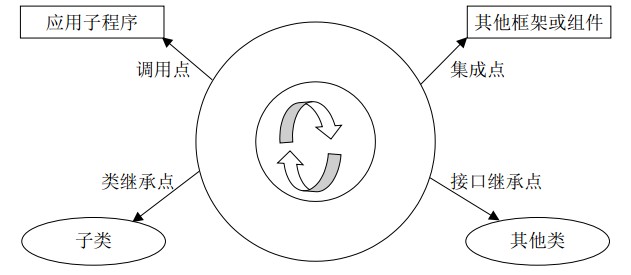 应用子程序
其他框架或组件
调用点
集成点
类继承点
接口继承点
子类
其他类